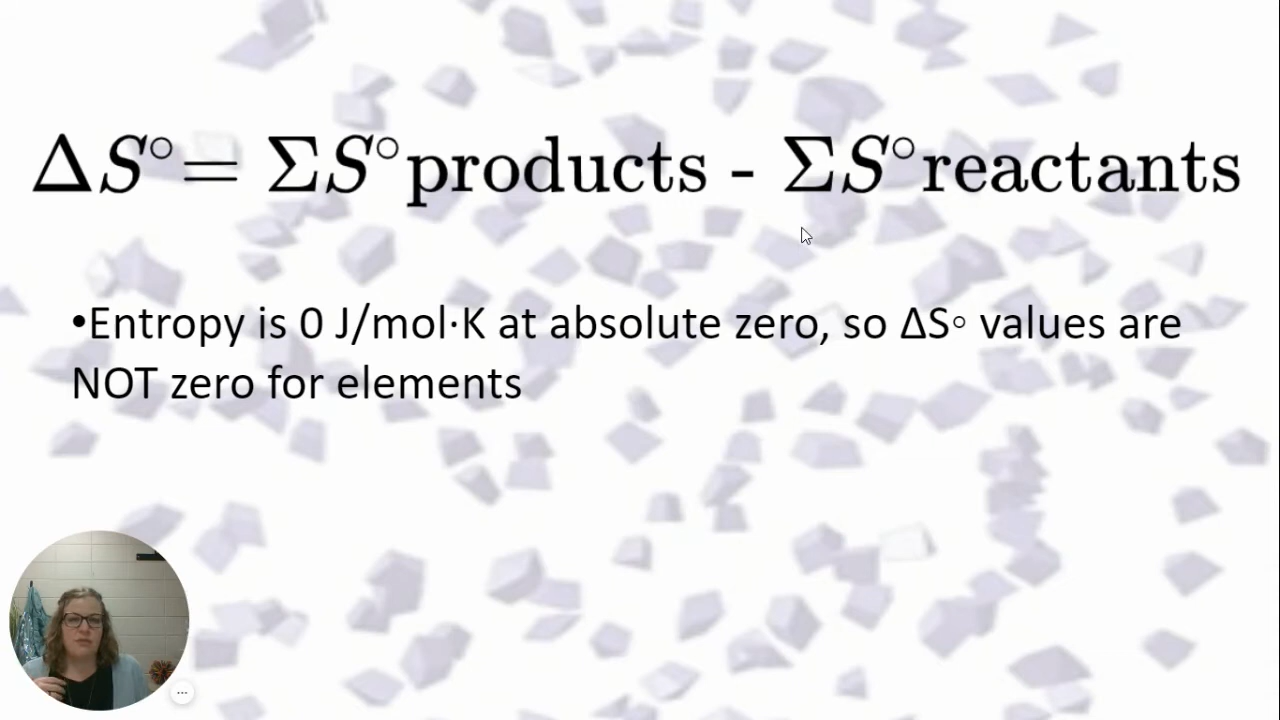 ΔS°= ΣS°products - ΣS°reactants
•Entropy is 0 J/mol·K at absolute zero, so ΔS◦ values are
NOT zero for elements